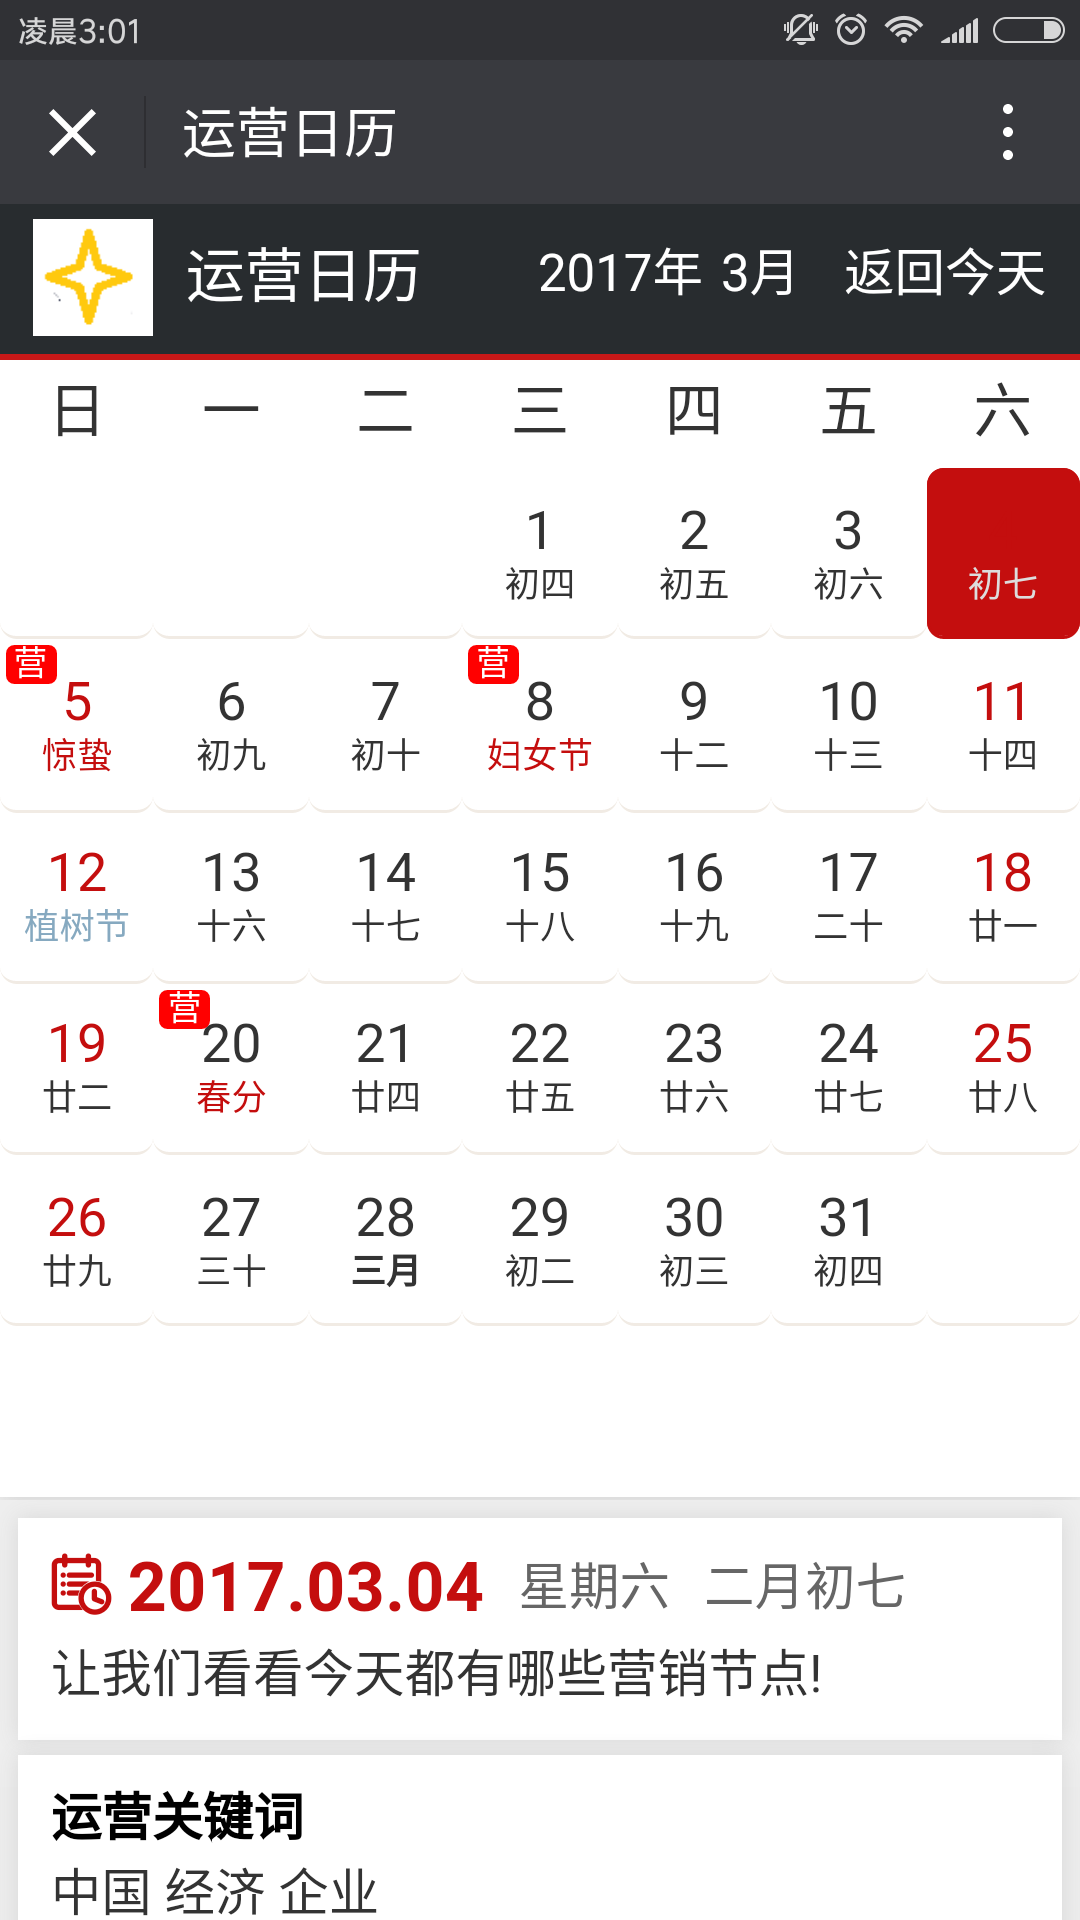 凌晨3:01
运营日历
运营日历 2017年 3月 返回今天
日 一 二 三 四 五 六
1 2 3
初四 初五 初六 初七
营 营
5 6 7 8 9 10 11
惊蛰 初九 初十 妇女节 十二 十三 十四
12 13 14 15 16 17 18
植树节 十六 十七 十八 十九 二十 廿一
营
19 20 21 22 23 24 25
廿二 春分 廿四 廿五 廿六 廿七 廿八
26 27 28 29 30 31
廿九 三十 三月 初二 初三 初四
2017.03.04 星期六 二月初七
让我们看看今天都有哪些营销节点!
运营关键词
中国 经济 企业